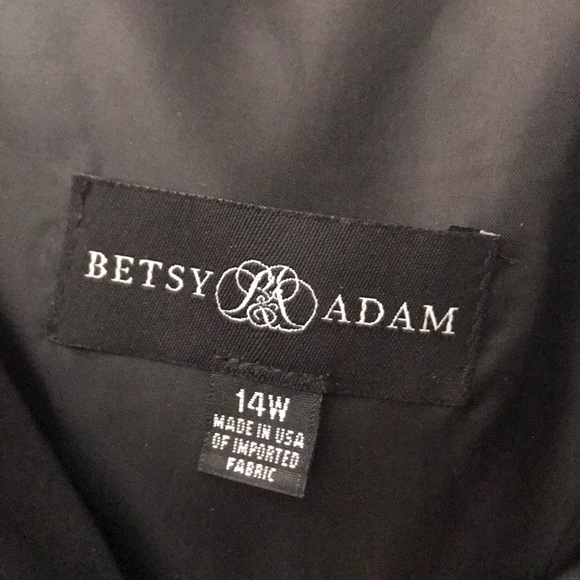 BETSY B&A ADAM
14W
MADE IN USA
OF IMPORTED
FABRIC